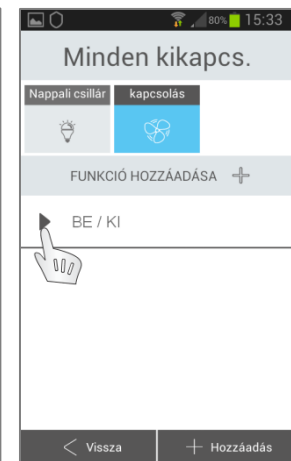 80% 15:33
Minden kikapcs.
Nappali csillár kapcsolás
FUNKCIÓ HOZZÁADÁSA
BE / KI
Vissza Hozzáadás